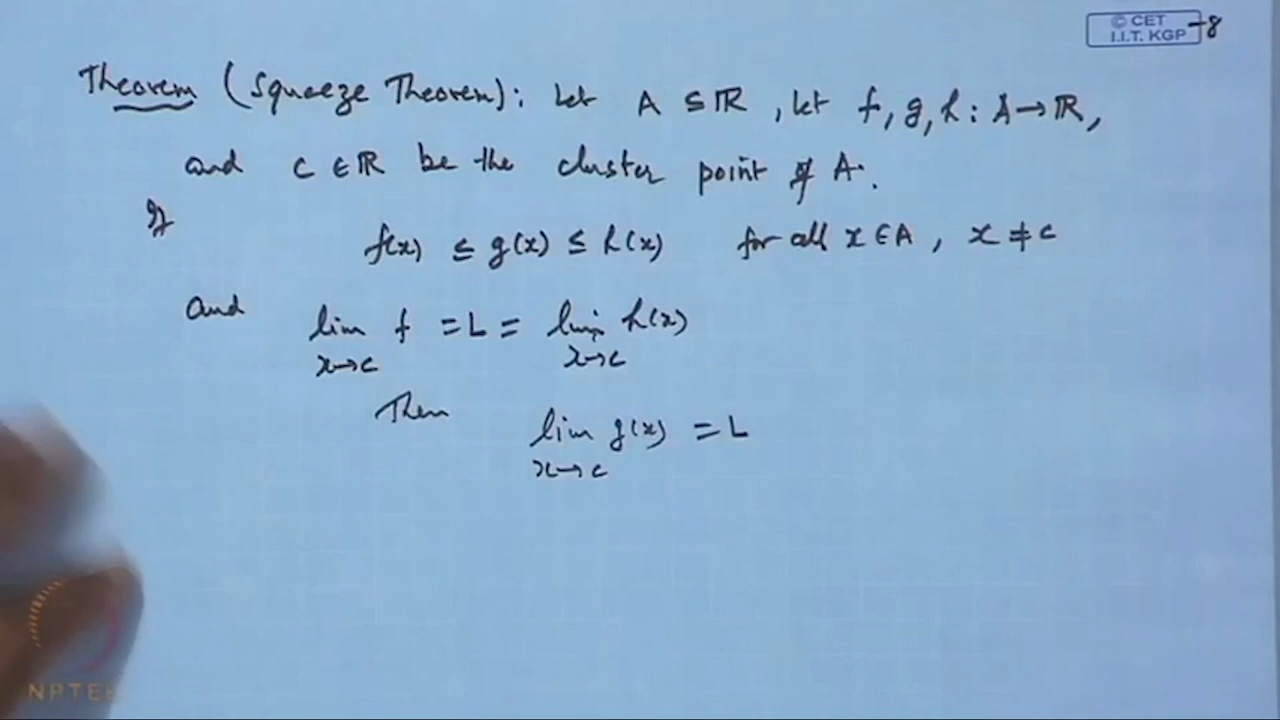 © CET
I.I.T. KGP -8
Theorem (Squeeze Theorem): Let A ⊆ ℝ, let f, g, h : A → ℝ,
and c ∈ ℝ be the cluster point of A.
If
f(x) ≤ g(x) ≤ h(x) for all x ∈ A, x ≠ c
and lim f = L = lim h(x)
x→c x→c
Then lim g(x) = L
x→c
NPTEL